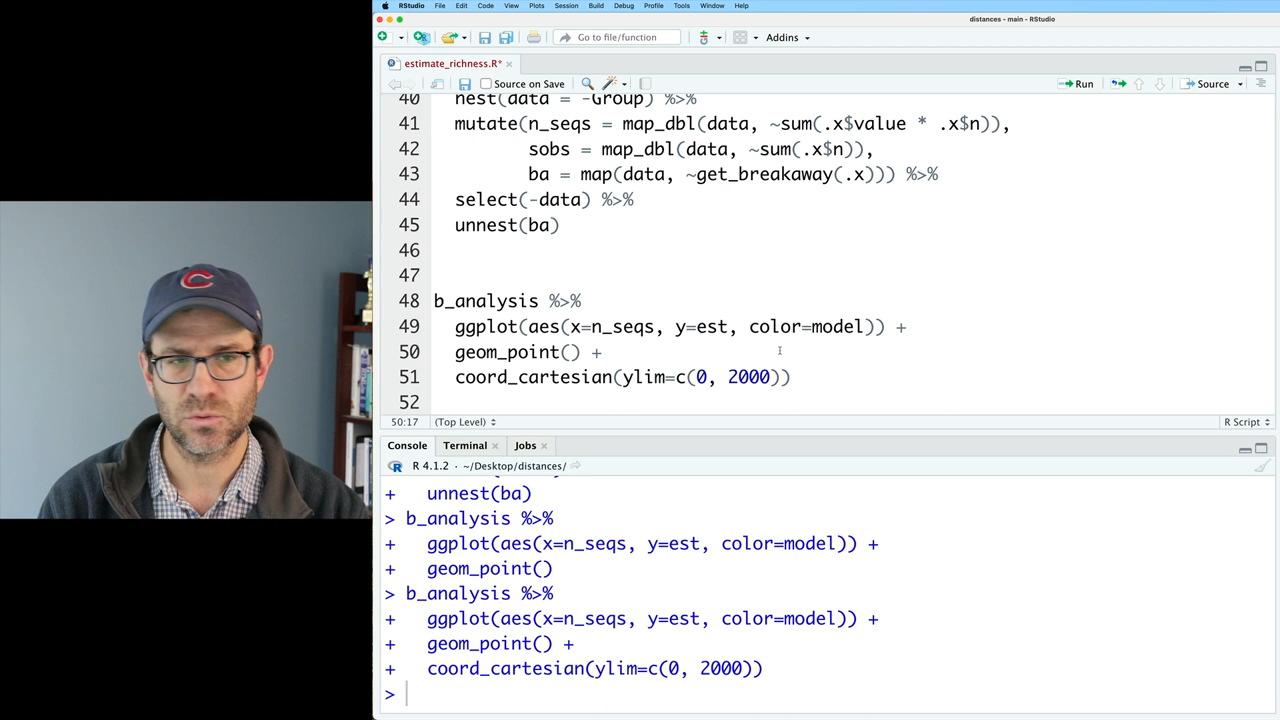 RStudio File Edit Code View Plots Session Build Debug Profile Tools Window Help
distances - main - RStudio
Go to file/function Addins
estimate_richness.R*
Source on Save Run Source
40 nest(data = -Group) %>%
41 mutate(n_seqs = map_dbl(data, ~sum(.x$value * .x$n)),
42 sobs = map_dbl(data, ~sum(.x$n)),
43 ba = map(data, ~get_breakaway(.x))) %>%
44 select(-data) %>%
45 unnest(ba)
46
47
48 b_analysis %>%
49 ggplot(aes(x=n_seqs, y=est, color=model)) +
50 geom_point() +
51 coord_cartesian(ylim=c(0, 2000))
52
50:17 (Top Level) R Script
Console Terminal Jobs
R 4.1.2 · ~/Desktop/distances/
+ unnest(ba)
> b_analysis %>%
+ ggplot(aes(x=n_seqs, y=est, color=model)) +
+ geom_point()
> b_analysis %>%
+ ggplot(aes(x=n_seqs, y=est, color=model)) +
+ geom_point() +
+ coord_cartesian(ylim=c(0, 2000))
>
C